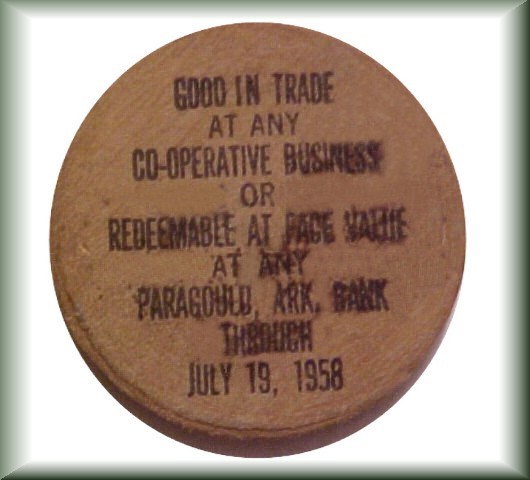 GOOD IN TRADE
AT ANY
CO-OPERATIVE BUSINESS
OR
REDEEMABLE AT FACE VALUE
AT ANY
PARAGOULD, ARK. BANK
THROUGH
JULY 19, 1958